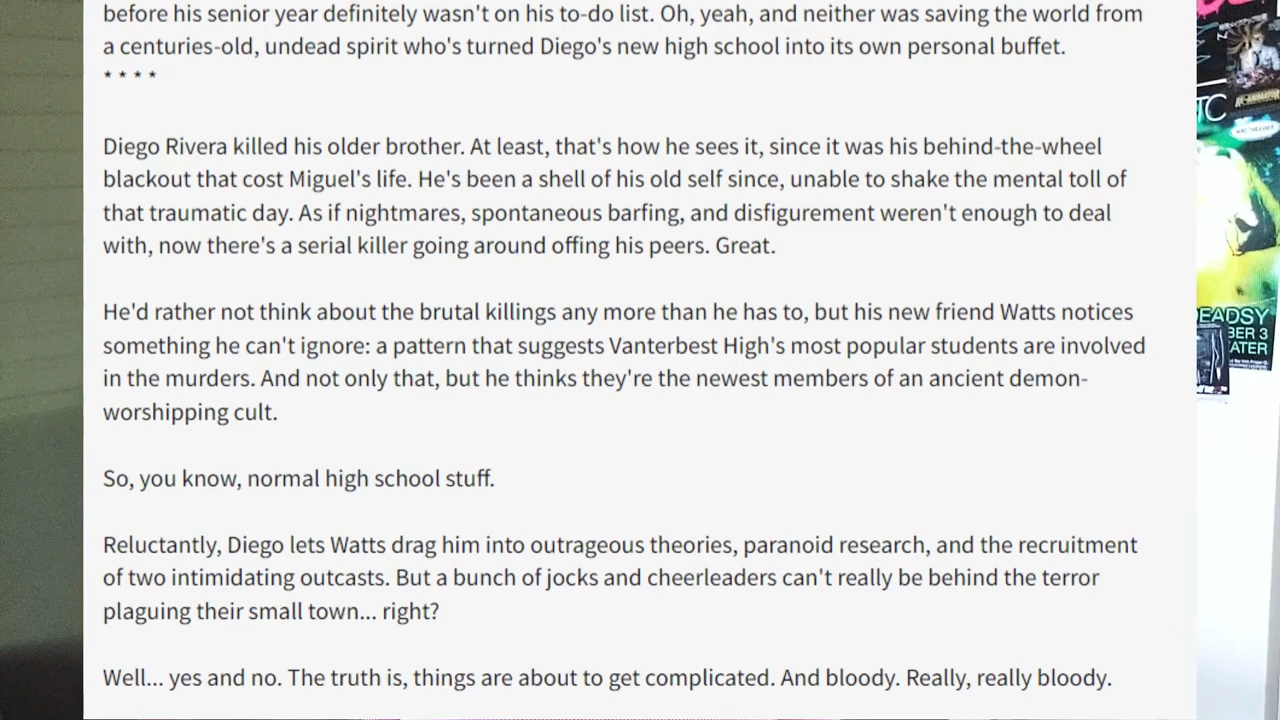 before his senior year definitely wasn't on his to-do list. Oh, yeah, and neither was saving the world from
a centuries-old, undead spirit who's turned Diego's new high school into its own personal buffet.
* * * *
Diego Rivera killed his older brother. At least, that's how he sees it, since it was his behind-the-wheel
blackout that cost Miguel's life. He's been a shell of his old self since, unable to shake the mental toll of
that traumatic day. As if nightmares, spontaneous barfing, and disfigurement weren't enough to deal
with, now there's a serial killer going around offing his peers. Great.
He'd rather not think about the brutal killings any more than he has to, but his new friend Watts notices
something he can't ignore: a pattern that suggests Vanterbest High's most popular students are involved
in the murders. And not only that, but he thinks they're the newest members of an ancient demon-
worshipping cult.
So, you know, normal high school stuff.
Reluctantly, Diego lets Watts drag him into outrageous theories, paranoid research, and the recruitment
of two intimidating outcasts. But a bunch of jocks and cheerleaders can't really be behind the terror
plaguing their small town... right?
Well... yes and no. The truth is, things are about to get complicated. And bloody. Really, really bloody.
TC
EADSY
BER 3
ATER